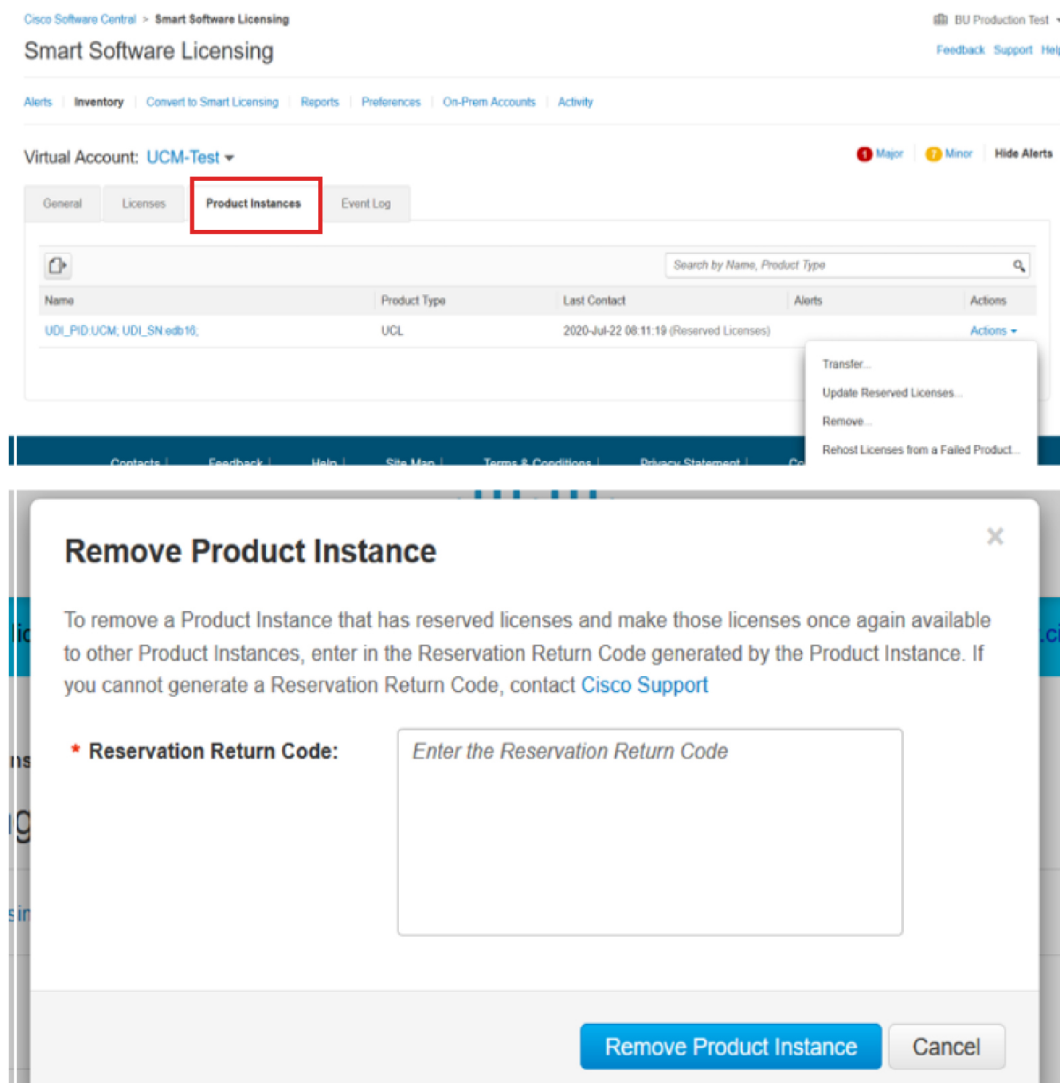 Cisco Software Central > Smart Software Licensing
BU Production Test
Smart Software Licensing
Feedback Support Help
Alerts | Inventory | Convert to Smart Licensing | Reports | Preferences | On-Prem Accounts | Activity
Virtual Account: UCM-Test
1 Major | 7 Minor | Hide Alerts
General Licenses Product Instances Event Log
Search by Name, Product Type
Name Product Type Last Contact Alerts Actions
UDI_PID:UCM; UDI_SN:edb16; UCL 2020-Jul-22 08:11:19 (Reserved Licenses) Actions
Transfer...
Update Reserved Licenses...
Remove...
Rehost Licenses from a Failed Product...
Contacts | Feedback | Help | Site Map | Terms & Conditions | Privacy Statement |
Remove Product Instance
To remove a Product Instance that has reserved licenses and make those licenses once again available
to other Product Instances, enter in the Reservation Return Code generated by the Product Instance. If
you cannot generate a Reservation Return Code, contact Cisco Support
* Reservation Return Code:
Enter the Reservation Return Code
Remove Product Instance
Cancel